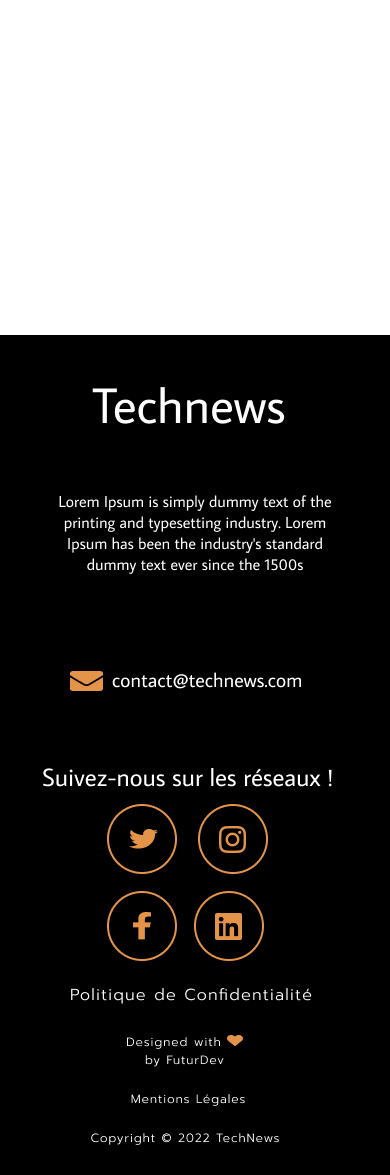 Technews
Lorem Ipsum is simply dummy text of the
printing and typesetting industry. Lorem
Ipsum has been the industry's standard
dummy text ever since the 1500s
contact@technews.com
Suivez-nous sur les réseaux !
Politique de Confidentialité
Designed with
by FuturDev
Mentions Légales
Copyright © 2022 TechNews